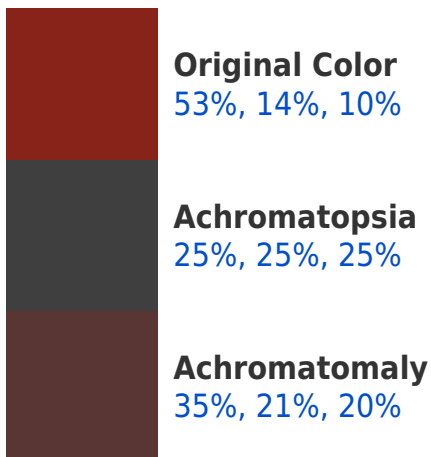 Original Color
53%, 14%, 10%
Achromatopsia
25%, 25%, 25%
Achromatomaly
35%, 21%, 20%